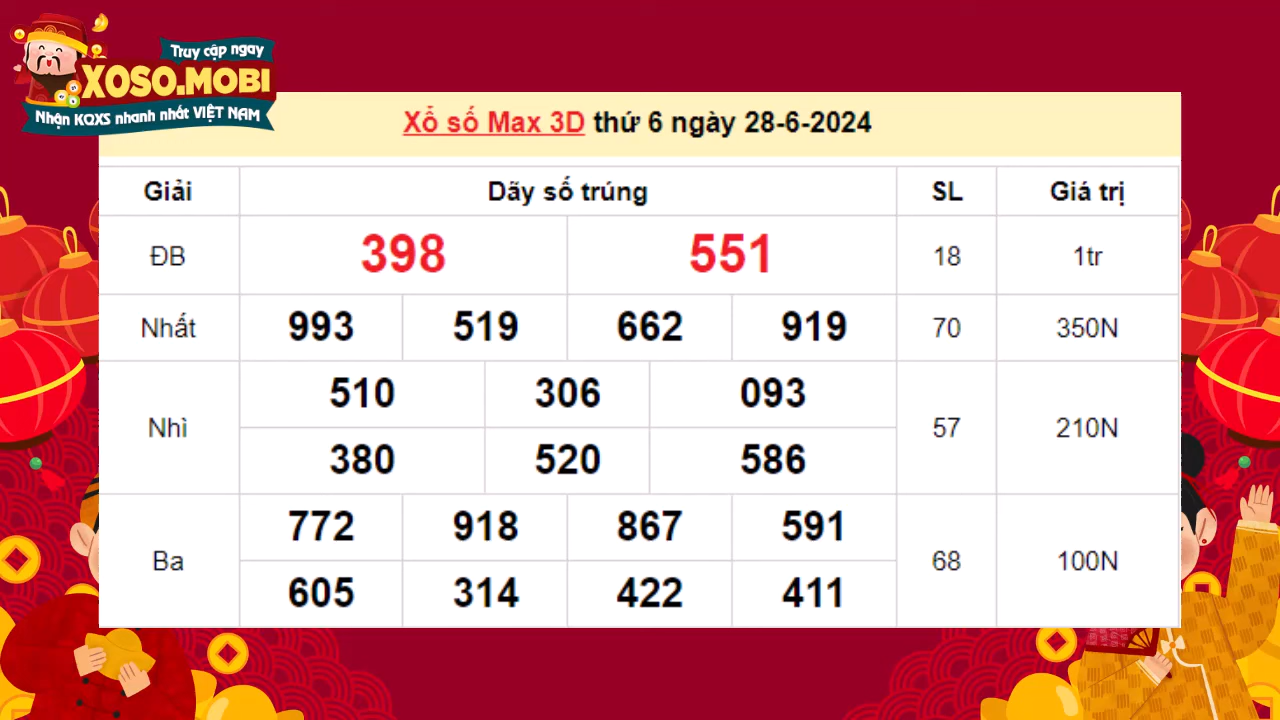 Truy cập ngay
XOSO.MOBI
Nhận KQXS nhanh nhất VIỆT NAM
Xổ số Max 3D thứ 6 ngày 28-6-2024
Giải Dãy số trúng SL Giá trị
ĐB 398 551 18 1tr
Nhất 993 519 662 919 70 350N
510 306 093
Nhì 57 210N
380 520 586
772 918 867 591
Ba 68 100N
605 314 422 411